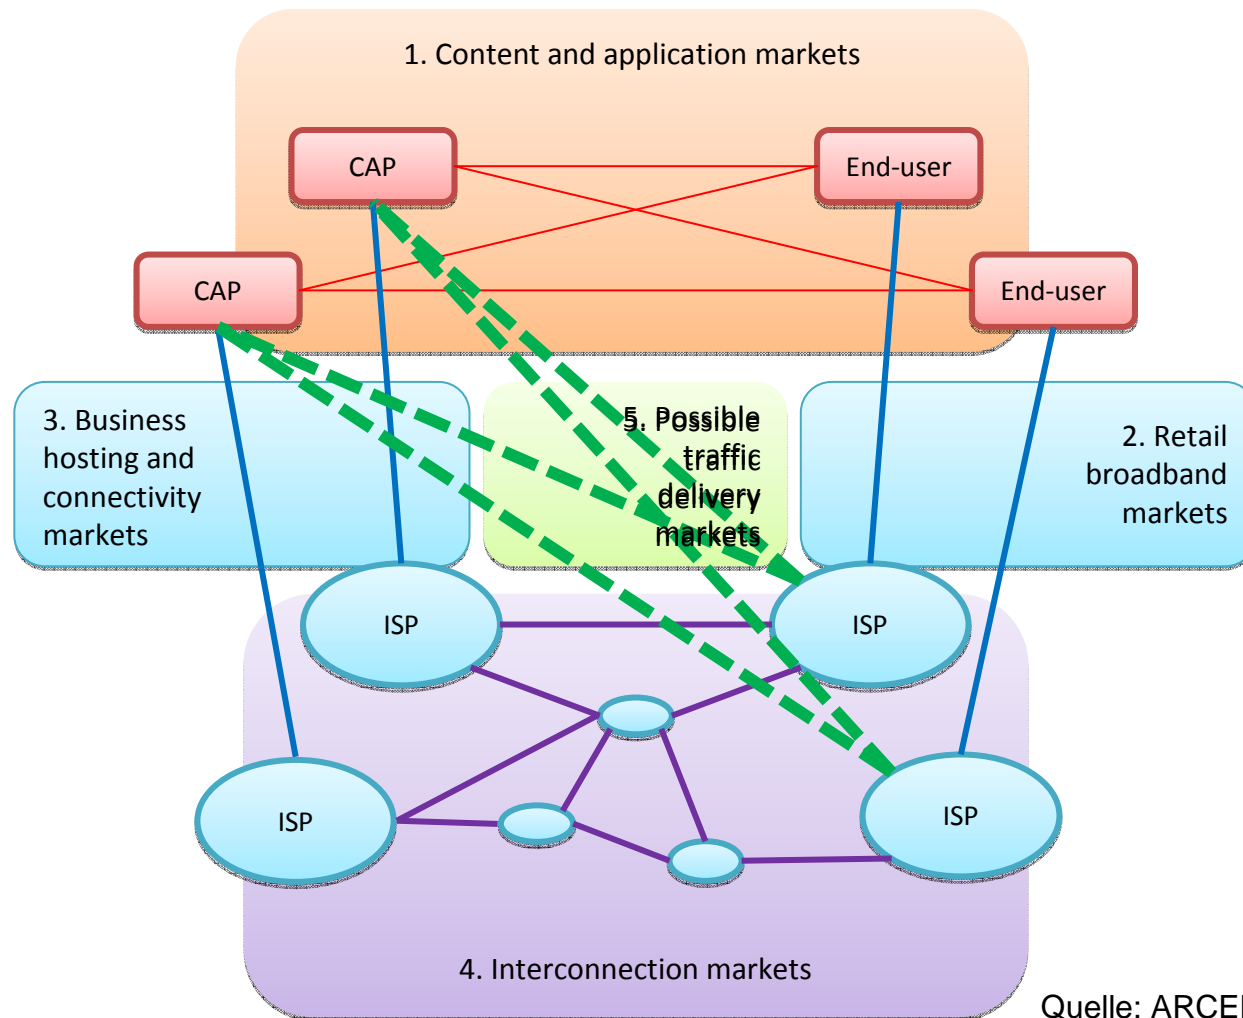 1. Content and application markets
CAP
End-user
CAP
End-user
3. Business
hosting and
connectivity
markets
5. Possible
traffic
delivery
markets
2. Retail
broadband
markets
ISP
ISP
ISP
ISP
4. Interconnection markets
Quelle: ARCEP